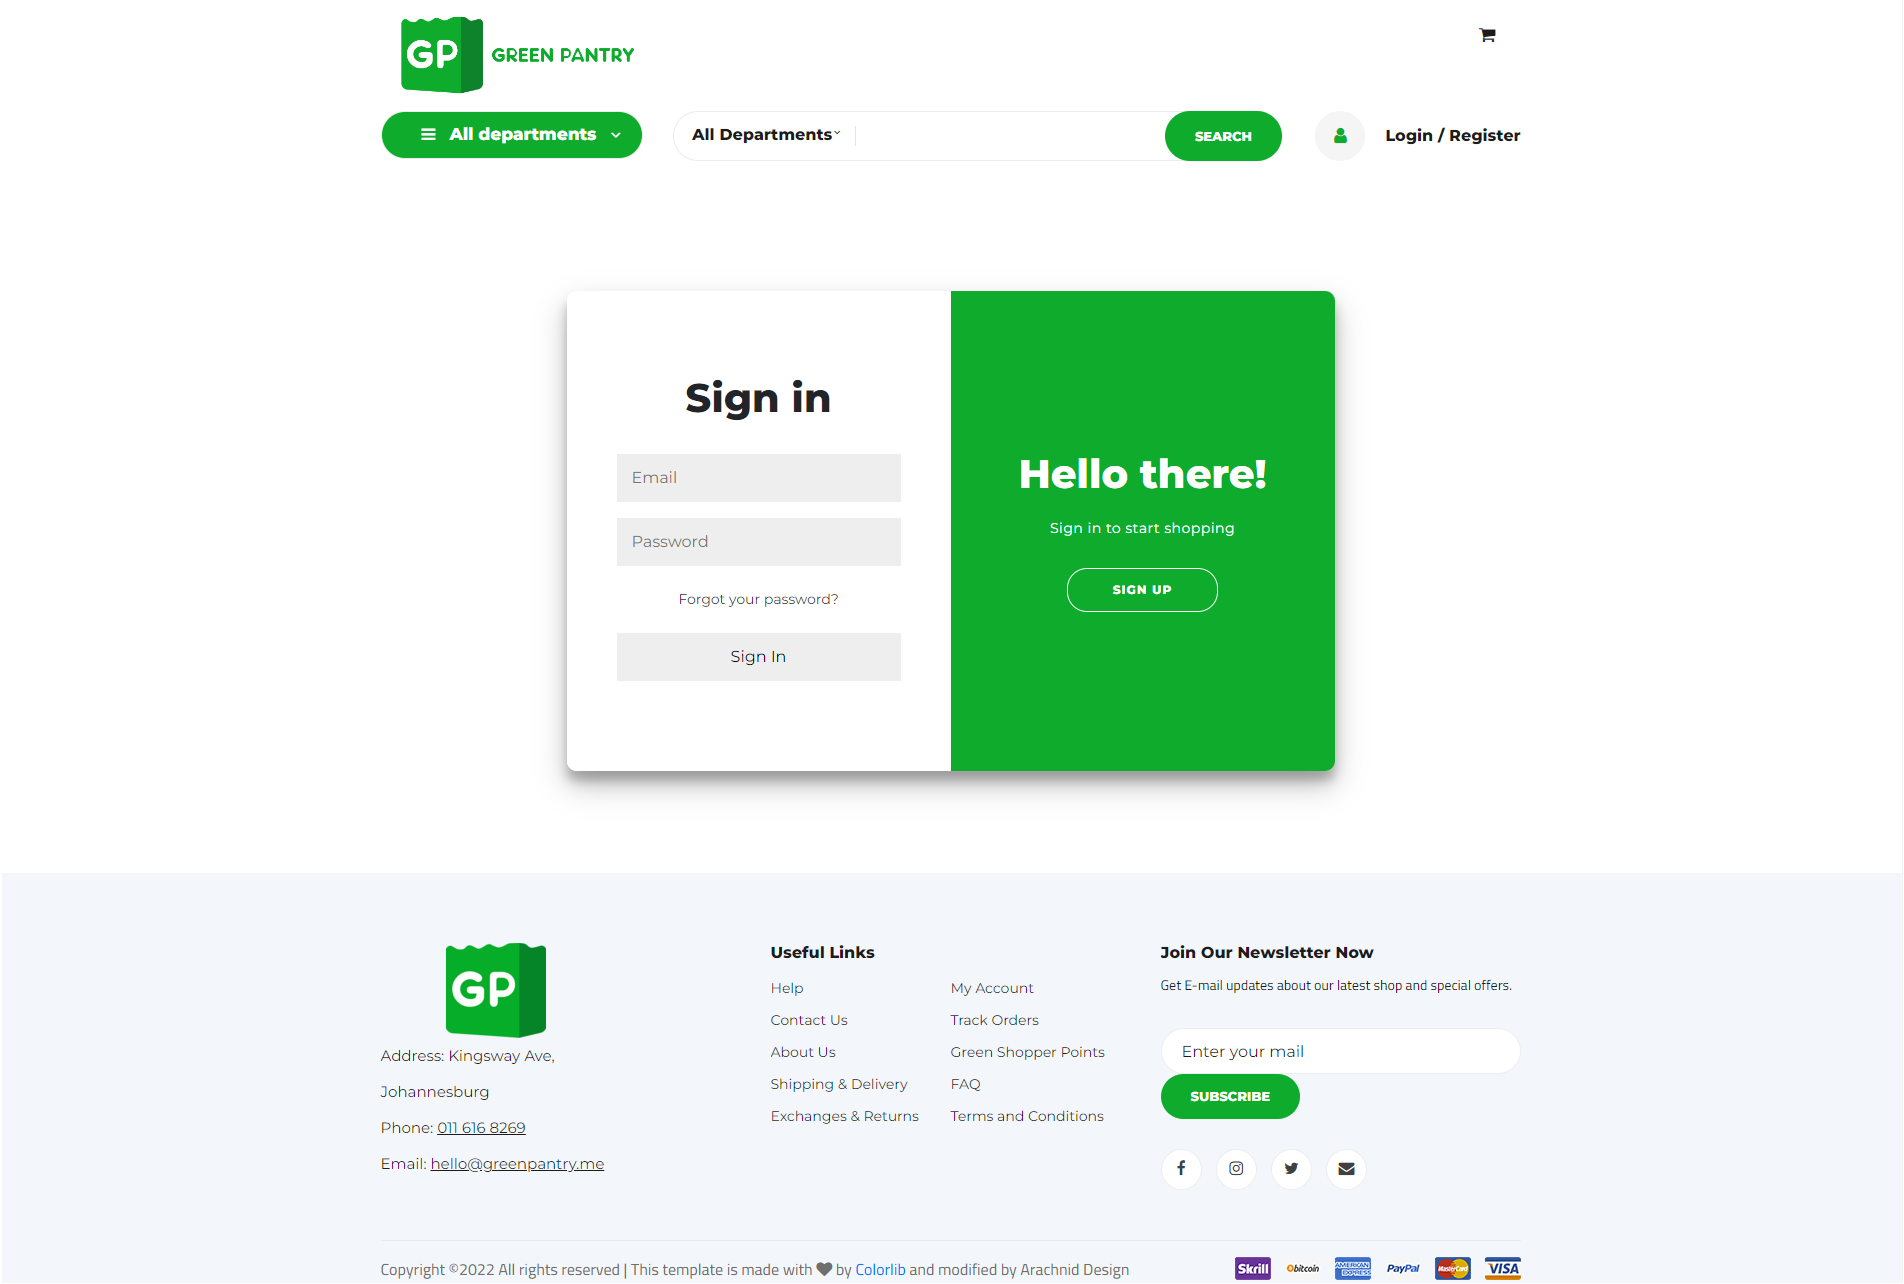 GP GREEN PANTRY
All departments
All Departments
SEARCH
Login / Register
Sign in
Email
Password
Forgot your password?
Sign In
Hello there!
Sign in to start shopping
SIGN UP
GP
Address: Kingsway Ave,
Johannesburg
Phone: 011 616 8269
Email: hello@greenpantry.me
Useful Links
Help
Contact Us
About Us
Shipping & Delivery
Exchanges & Returns
My Account
Track Orders
Green Shopper Points
FAQ
Terms and Conditions
Join Our Newsletter Now
Get E-mail updates about our latest shop and special offers.
Enter your mail
SUBSCRIBE
Copyright ©2022 All rights reserved | This template is made with ♥ by Colorlib and modified by Arachnid Design
Skrill
bitcoin
AMERICAN EXPRESS
PayPal
MasterCard
VISA